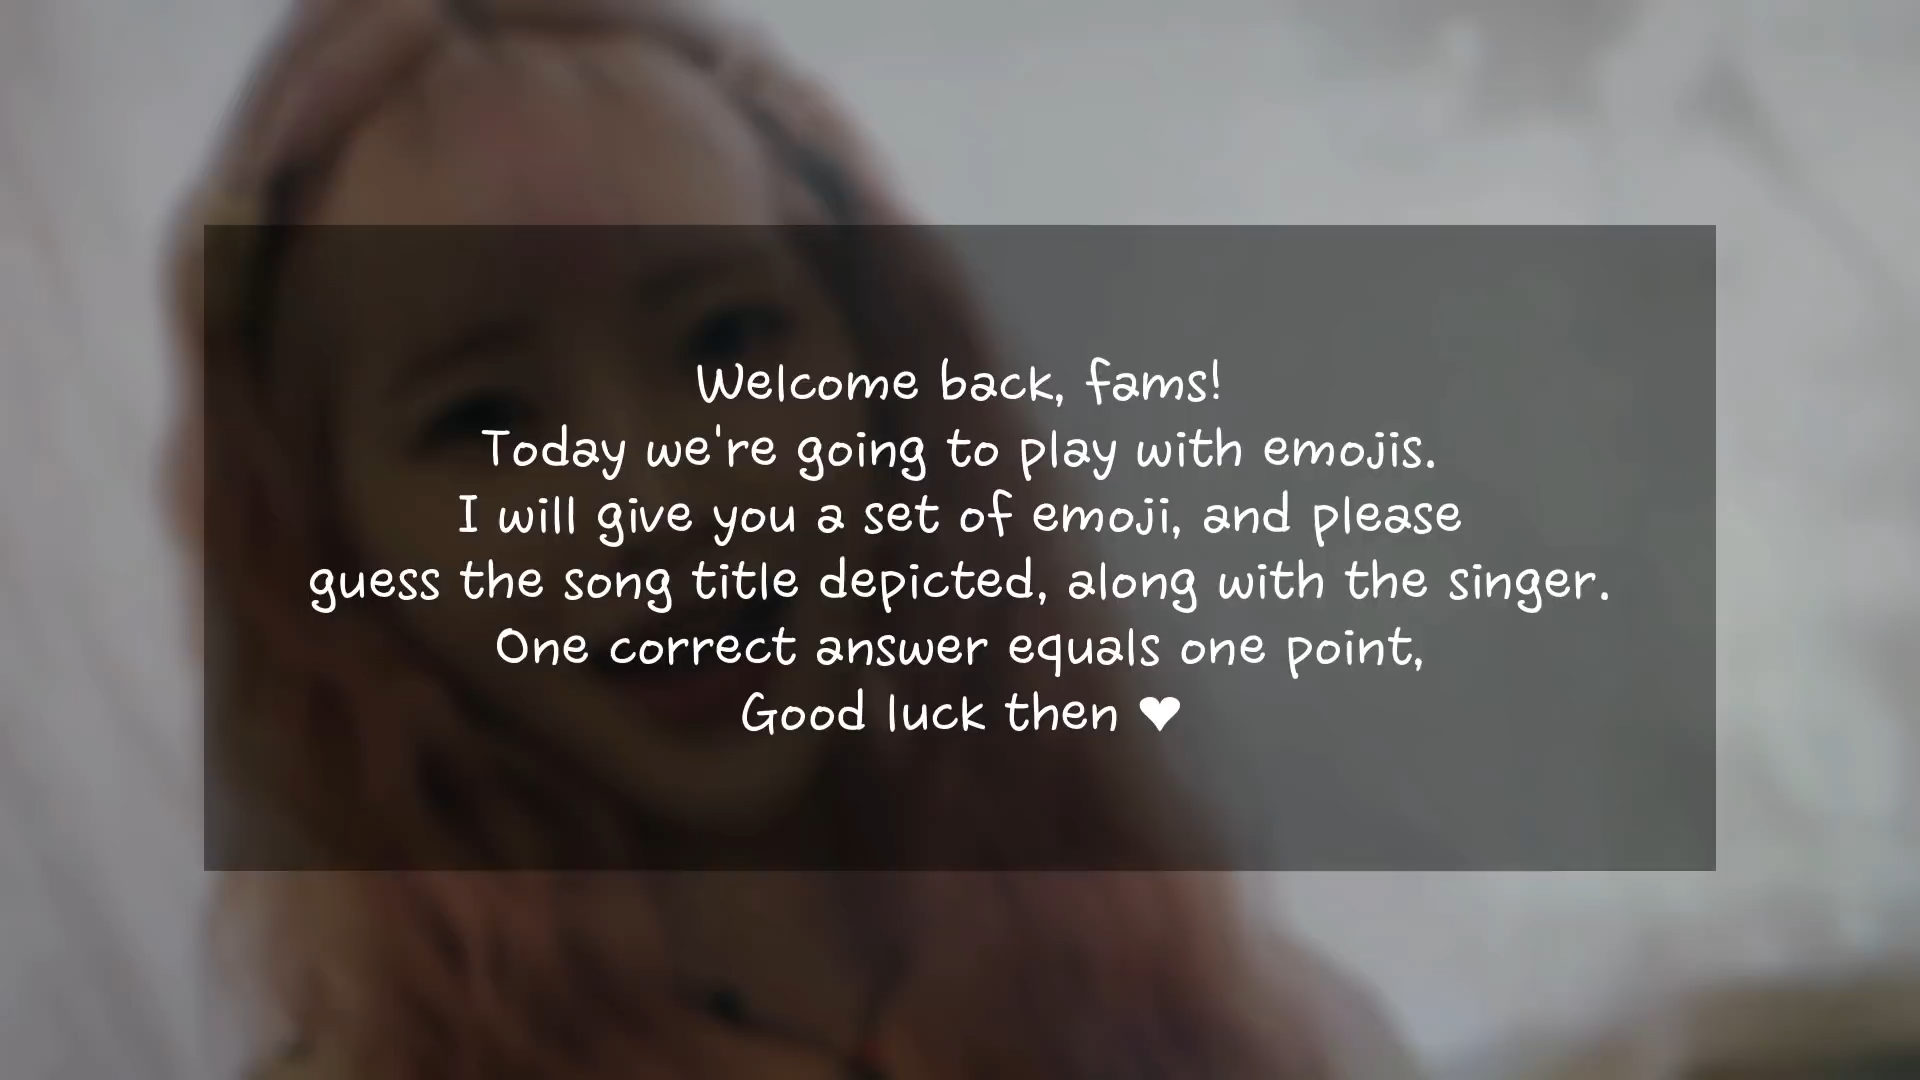 Welcome back, fams!
Today we're going to play with emojis.
I will give you a set of emoji, and please
guess the song title depicted, along with the singer.
One correct answer equals one point,
Good luck then ♥